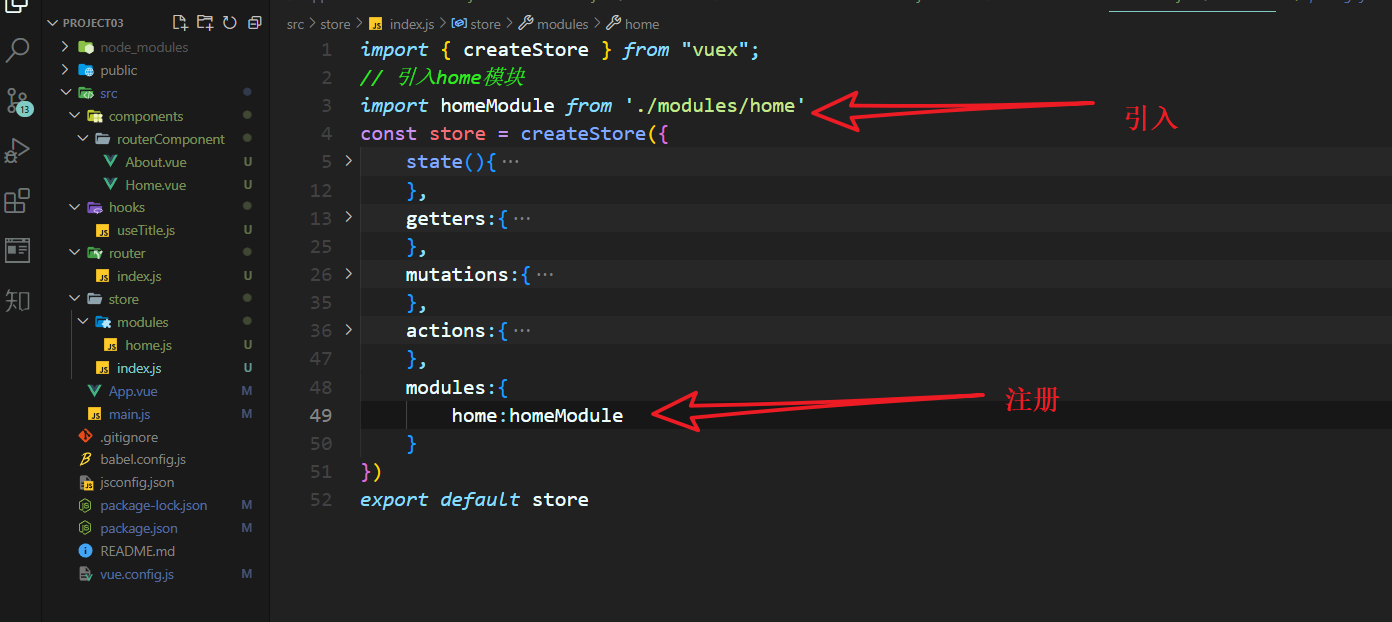 PROJECT03
node_modules
public
src
components
routerComponent
About.vue U
Home.vue U
hooks
useTitle.js U
router
index.js U
store
modules
home.js U
index.js U
App.vue M
main.js M
.gitignore
babel.config.js
jsconfig.json
package-lock.json M
package.json M
README.md
vue.config.js M
13
知
src > store > JS index.js > store > modules > home
1 import { createStore } from "vuex";
2 // 引入home模块
3 import homeModule from './modules/home'
引入
4 const store = createStore({
5 state(){ ···
12 },
13 getters:{ ···
25 },
26 mutations:{ ···
35 },
36 actions:{ ···
47 },
48 modules:{
49 home:homeModule
注册
50 }
51 })
52 export default store